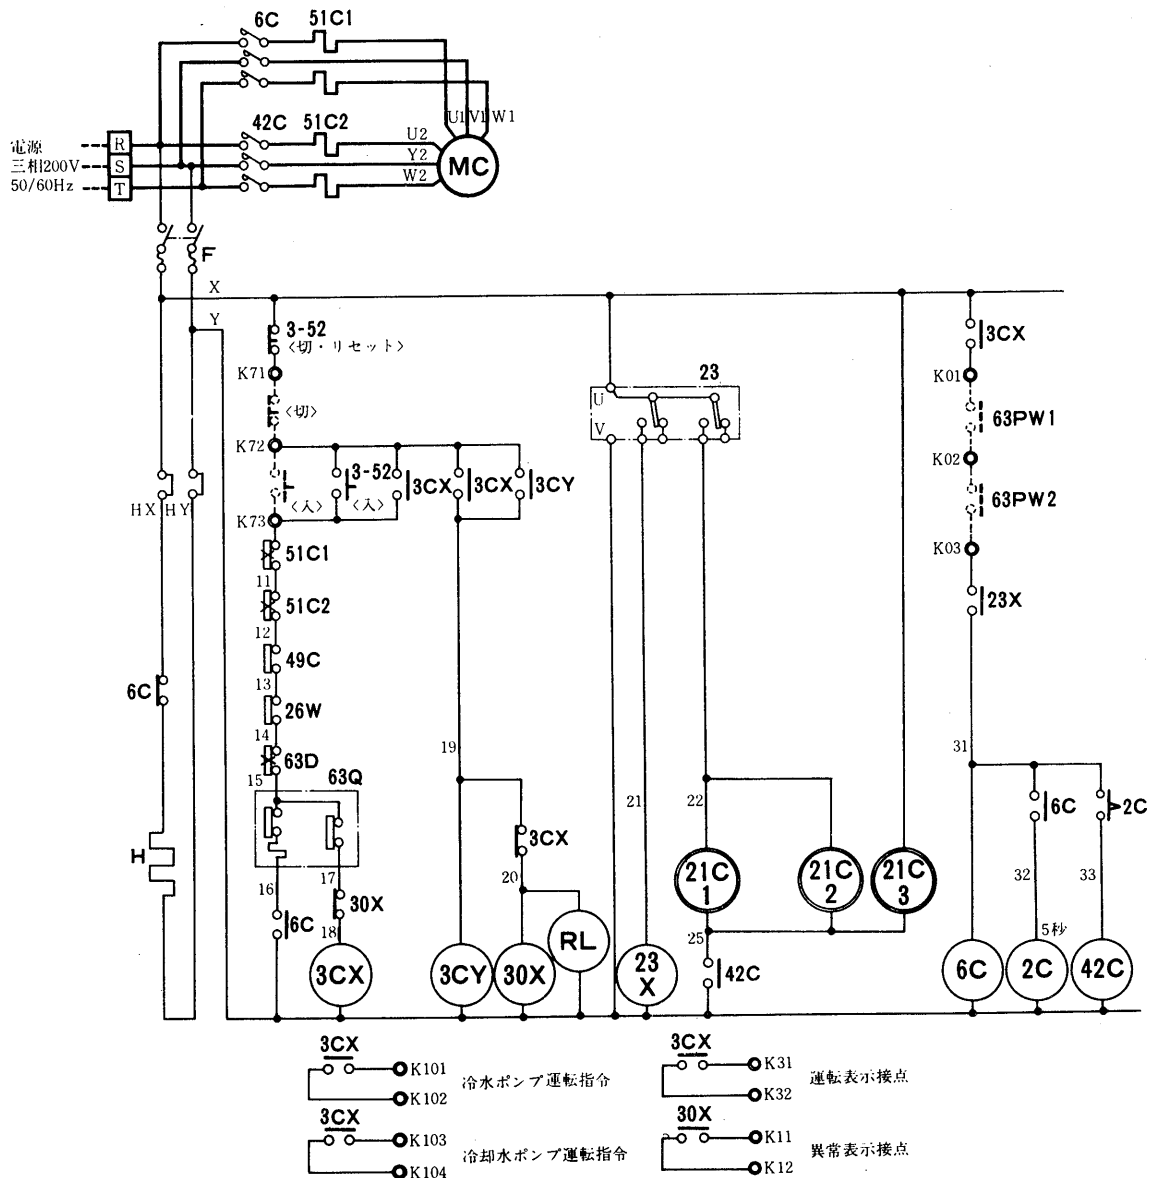 6C
51C1
U1
V1
W1
42C
51C2
U2
Y2
W2
MC
電源
三相200V
50/60Hz
R
S
T
F
X
Y
3-52
〈切・リセット〉
K71
〈切〉
K72
3-52
〈入〉
〈入〉
3CX
3CX
3CY
K73
HX
HY
51C1
11
51C2
12
49C
13
26W
14
63D
15
63Q
6C
H
16
17
6C
30X
18
3CX
19
3CX
20
3CY
30X
RL
23
U
V
21
22
23
X
21C
1
21C
2
21C
3
25
42C
3CX
K01
63PW1
K02
63PW2
K03
23X
31
6C
2C
32
33
5秒
6C
2C
42C
3CX
K101
K102
冷水ポンプ運転指令
3CX
K103
K104
冷却水ポンプ運転指令
3CX
K31
K32
運転表示接点
30X
K11
K12
異常表示接点